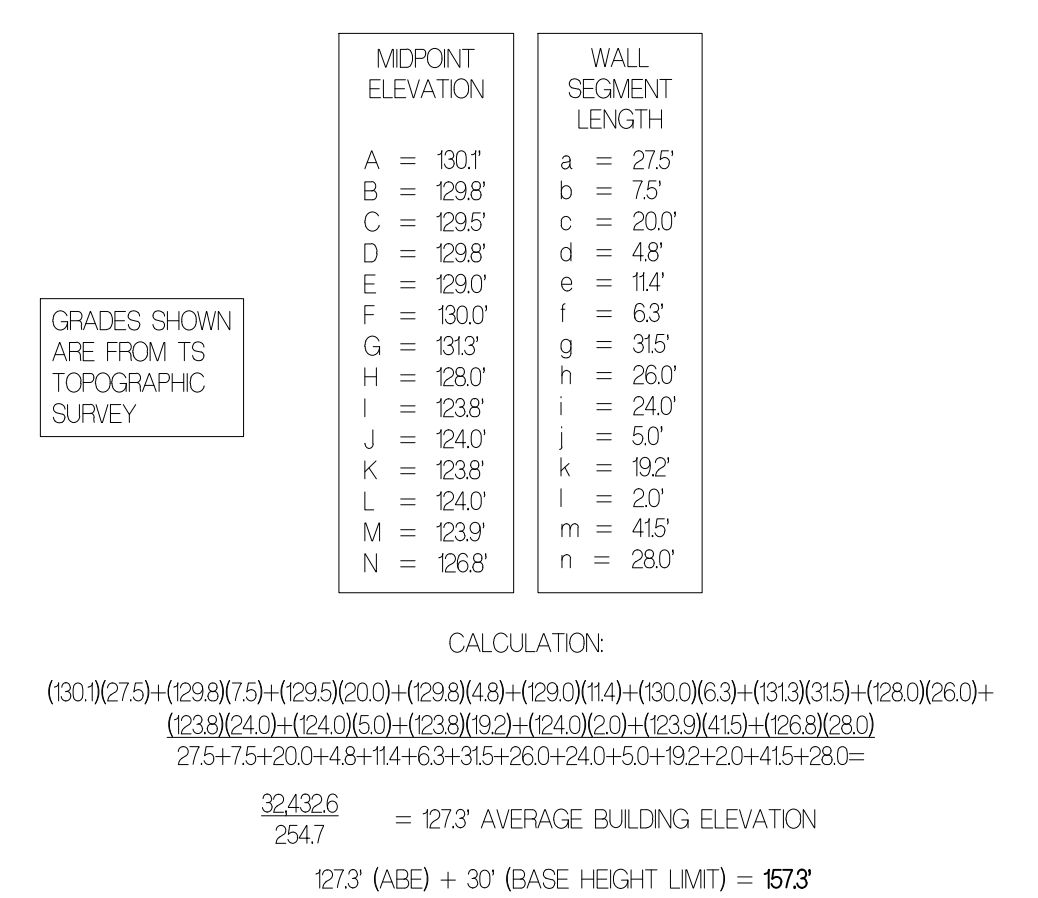 MIDPOINT
ELEVATION
A = 130.1'
B = 129.8'
C = 129.5'
D = 129.8'
E = 129.0'
F = 130.0'
G = 131.3'
H = 128.0'
I = 123.8'
J = 124.0'
K = 123.8'
L = 124.0'
M = 123.9'
N = 126.8'
WALL
SEGMENT
LENGTH
a = 27.5'
b = 7.5'
c = 20.0'
d = 4.8'
e = 11.4'
f = 6.3'
g = 31.5'
h = 26.0'
i = 24.0'
j = 5.0'
k = 19.2'
l = 2.0'
m = 41.5'
n = 28.0'
GRADES SHOWN
ARE FROM TS
TOPOGRAPHIC
SURVEY
CALCULATION:
(130.1)(27.5)+(129.8)(7.5)+(129.5)(20.0)+(129.8)(4.8)+(129.0)(11.4)+(130.0)(6.3)+(131.3)(31.5)+(128.0)(26.0)+
(123.8)(24.0)+(124.0)(5.0)+(123.8)(19.2)+(124.0)(2.0)+(123.9)(41.5)+(126.8)(28.0)
27.5+7.5+20.0+4.8+11.4+6.3+31.5+26.0+24.0+5.0+19.2+2.0+41.5+28.0=
32,432.6
254.7
= 127.3' AVERAGE BUILDING ELEVATION
127.3' (ABE) + 30' (BASE HEIGHT LIMIT) = 157.3'